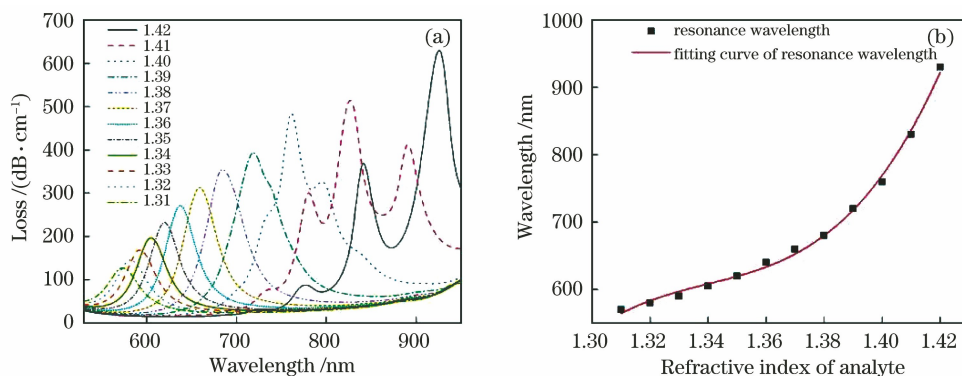 700
600
500
400
300
200
100
0
Loss /(dB · cm⁻¹)
(a)
1.42
1.41
1.40
1.39
1.38
1.37
1.36
1.35
1.34
1.33
1.32
1.31
600 700 800 900
Wavelength /nm
1000
900
800
700
600
Wavelength /nm
resonance wavelength (b)
fitting curve of resonance wavelength
1.30 1.32 1.34 1.36 1.38 1.40 1.42
Refractive index of analyte